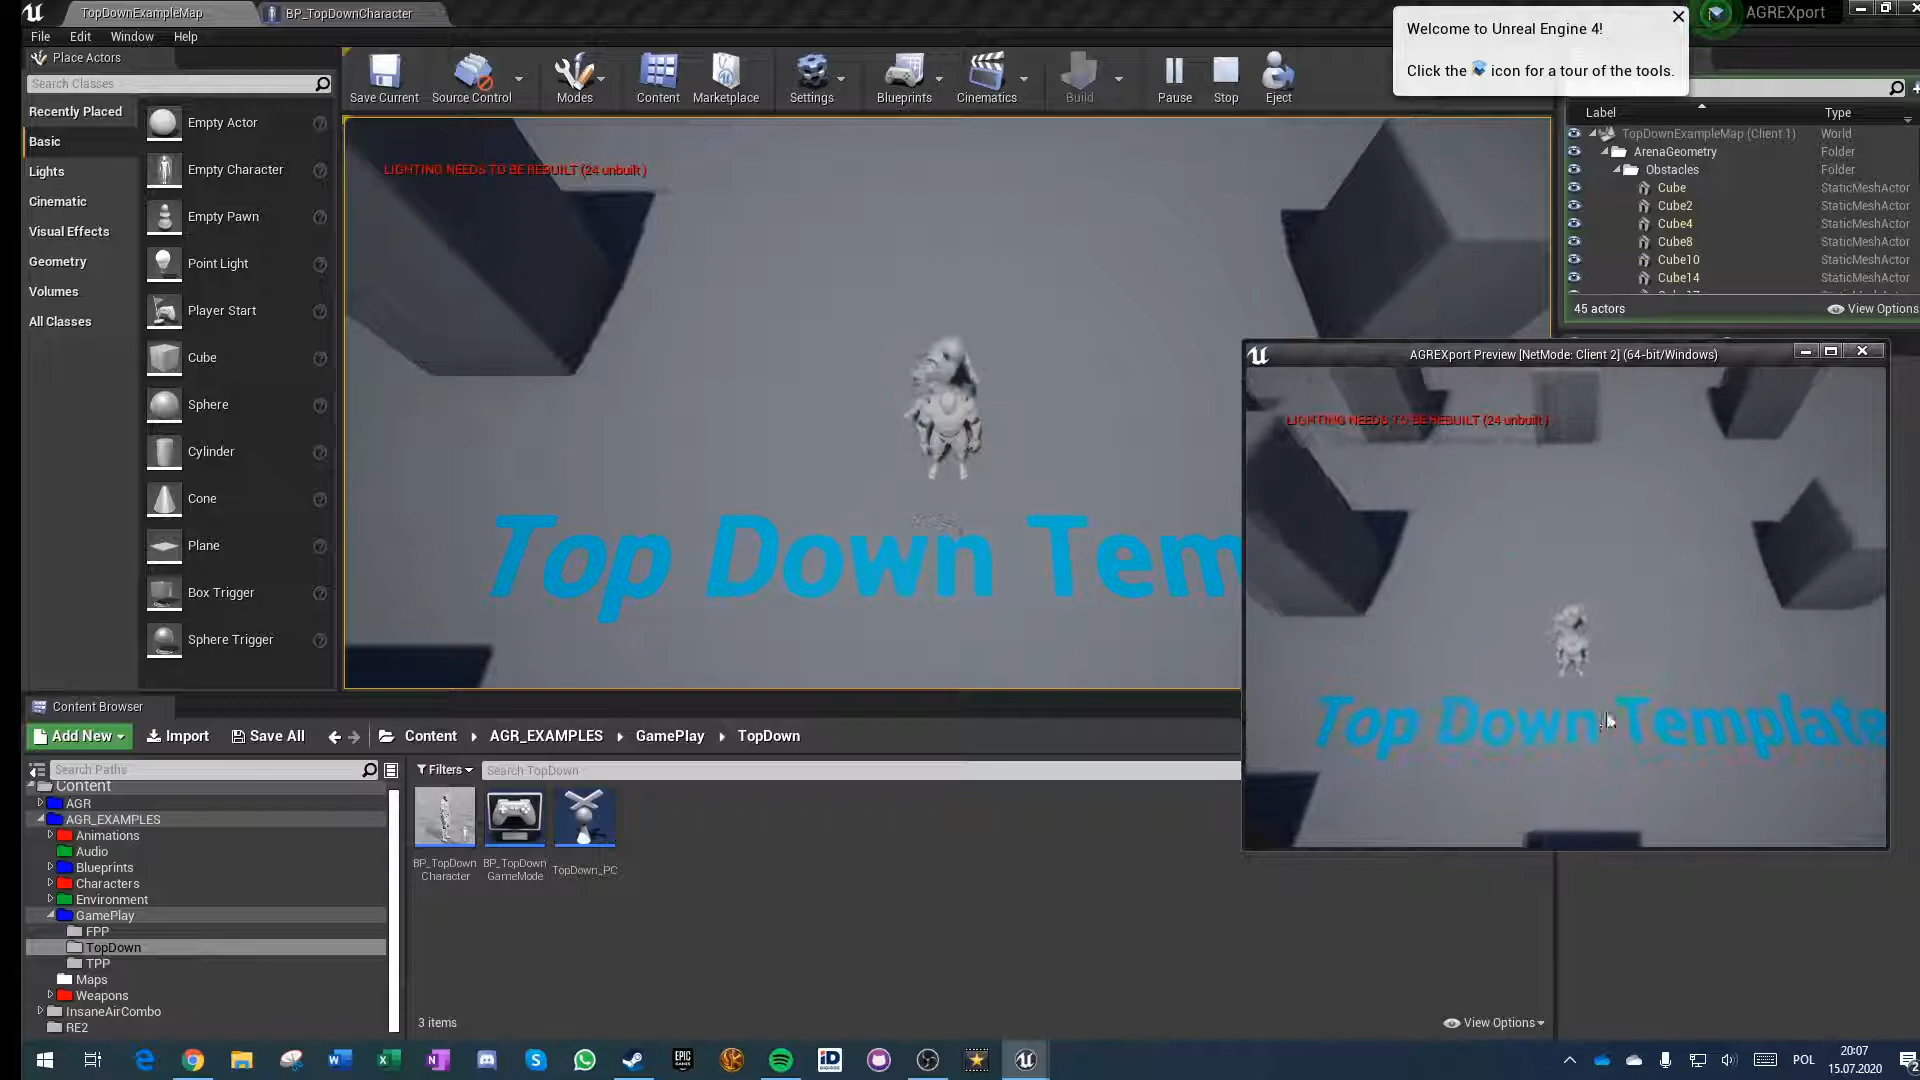 TopDownExampleMap
BP_TopDownCharacter
AGREXport
File Edit Window Help
Welcome to Unreal Engine 4!
Click the icon for a tour of the tools.
Place Actors
Search Classes
Save Current
Source Control
Modes
Content
Marketplace
Settings
Blueprints
Cinematics
Build
Pause
Stop
Eject
Recently Placed
Basic
Lights
Cinematic
Visual Effects
Geometry
Volumes
All Classes
Empty Actor
Empty Character
Empty Pawn
Point Light
Player Start
Cube
Sphere
Cylinder
Cone
Plane
Box Trigger
Sphere Trigger
LIGHTING NEEDS TO BE REBUILT (24 unbuilt )
Top Down Tem
Label Type
TopDownExampleMap (Client 1) World
ArenaGeometry Folder
Obstacles Folder
Cube StaticMeshActor
Cube2 StaticMeshActor
Cube4 StaticMeshActor
Cube8 StaticMeshActor
Cube10 StaticMeshActor
Cube14 StaticMeshActor
45 actors
View Options
AGREXport Preview [NetMode: Client 2] (64-bit/Windows)
LIGHTING NEEDS TO BE REBUILT (24 unbuilt )
Top Down Template
Content Browser
Add New
Import
Save All
Content
AGR_EXAMPLES
GamePlay
TopDown
Search Paths
Filters
Search TopDown
Content
AGR
AGR_EXAMPLES
Animations
Audio
Blueprints
Characters
Environment
GamePlay
FPP
TopDown
TPP
Maps
Weapons
InsaneAirCombo
RE2
BP_TopDown
Character
BP_TopDown
GameMode
TopDown_PC
3 items
View Options
POL
20:07
15.07.2020